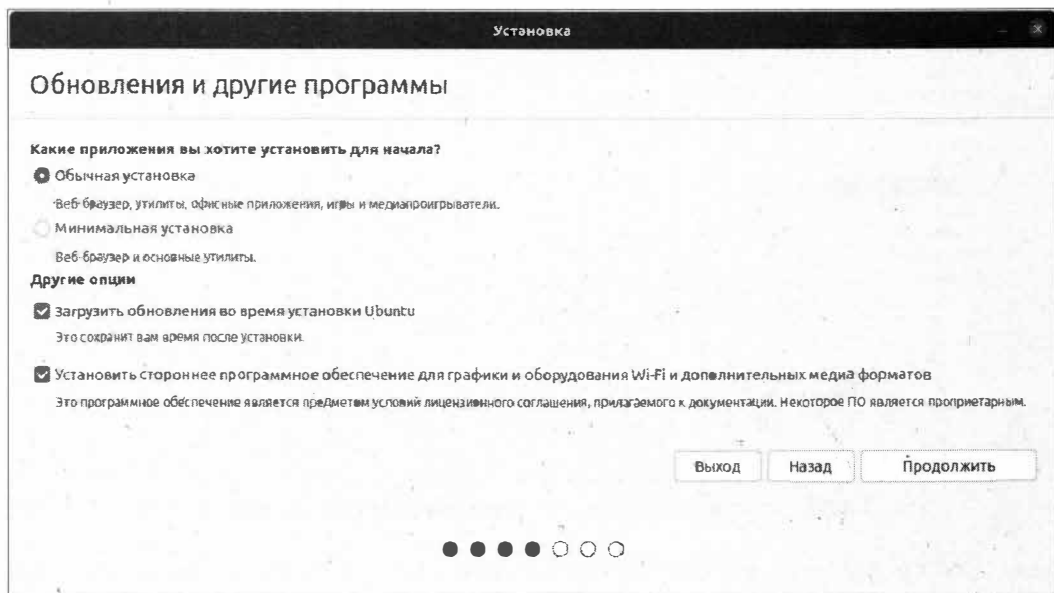 Установка
Обновления и другие программы
Какие приложения вы хотите установить для начала?
Обычная установка
Веб-браузер, утилиты, офисные приложения, игры и медиапроигрыватели.
Минимальная установка
Веб-браузер и основные утилиты.
Другие опции
Загрузить обновления во время установки Ubuntu
Это сохранит вам время после установки.
Установить стороннее программное обеспечение для графики и оборудования Wi-Fi и дополнительных медиа форматов
Это программное обеспечение является предметом условий лицензионного соглашения, прилагаемого к документации. Некоторое ПО является проприетарным.
Выход Назад Продолжить